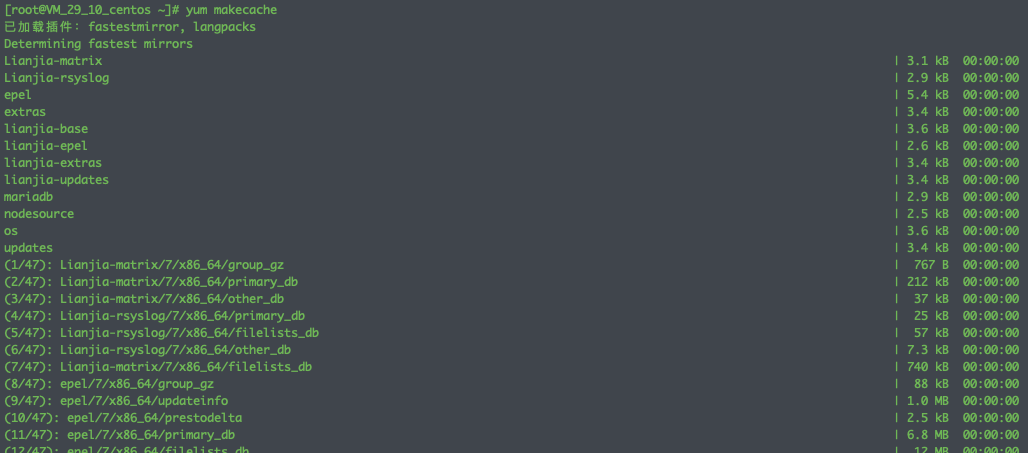 [root@VM_29_10_centos ~]# yum makecache
已加载插件：fastestmirror, langpacks
Determining fastest mirrors
Lianjia-matrix | 3.1 kB 00:00:00
Lianjia-rsyslog | 2.9 kB 00:00:00
epel | 5.4 kB 00:00:00
extras | 3.4 kB 00:00:00
lianjia-base | 3.6 kB 00:00:00
lianjia-epel | 2.6 kB 00:00:00
lianjia-extras | 3.4 kB 00:00:00
lianjia-updates | 3.4 kB 00:00:00
mariadb | 2.9 kB 00:00:00
nodesource | 2.5 kB 00:00:00
os | 3.6 kB 00:00:00
updates | 3.4 kB 00:00:00
(1/47): Lianjia-matrix/7/x86_64/group_gz | 767 B 00:00:00
(2/47): Lianjia-matrix/7/x86_64/primary_db | 212 kB 00:00:00
(3/47): Lianjia-matrix/7/x86_64/other_db | 37 kB 00:00:00
(4/47): Lianjia-rsyslog/7/x86_64/primary_db | 25 kB 00:00:00
(5/47): Lianjia-rsyslog/7/x86_64/filelists_db | 57 kB 00:00:00
(6/47): Lianjia-rsyslog/7/x86_64/other_db | 7.3 kB 00:00:00
(7/47): Lianjia-matrix/7/x86_64/filelists_db | 740 kB 00:00:00
(8/47): epel/7/x86_64/group_gz | 88 kB 00:00:00
(9/47): epel/7/x86_64/updateinfo | 1.0 MB 00:00:00
(10/47): epel/7/x86_64/prestodelta | 2.5 kB 00:00:00
(11/47): epel/7/x86_64/primary_db | 6.8 MB 00:00:00
(12/47): epel/7/x86_64/filelists_db | 12 MB 00:00:00